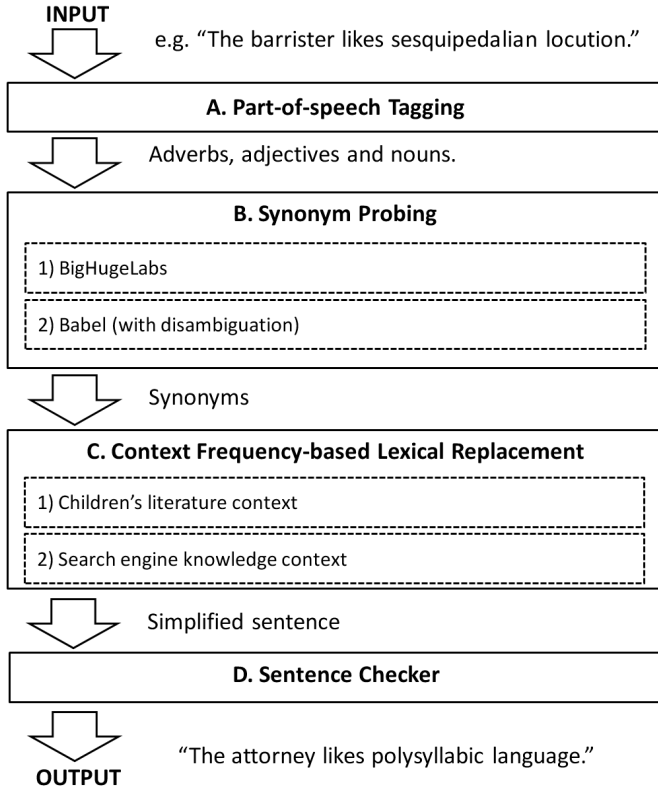 INPUT
e.g. “The barrister likes sesquipedalian locution.”
A. Part-of-speech Tagging
Adverbs, adjectives and nouns.
B. Synonym Probing
1) BigHugeLabs
2) Babel (with disambiguation)
Synonyms
C. Context Frequency-based Lexical Replacement
1) Children’s literature context
2) Search engine knowledge context
Simplified sentence
D. Sentence Checker
“The attorney likes polysyllabic language.”
OUTPUT